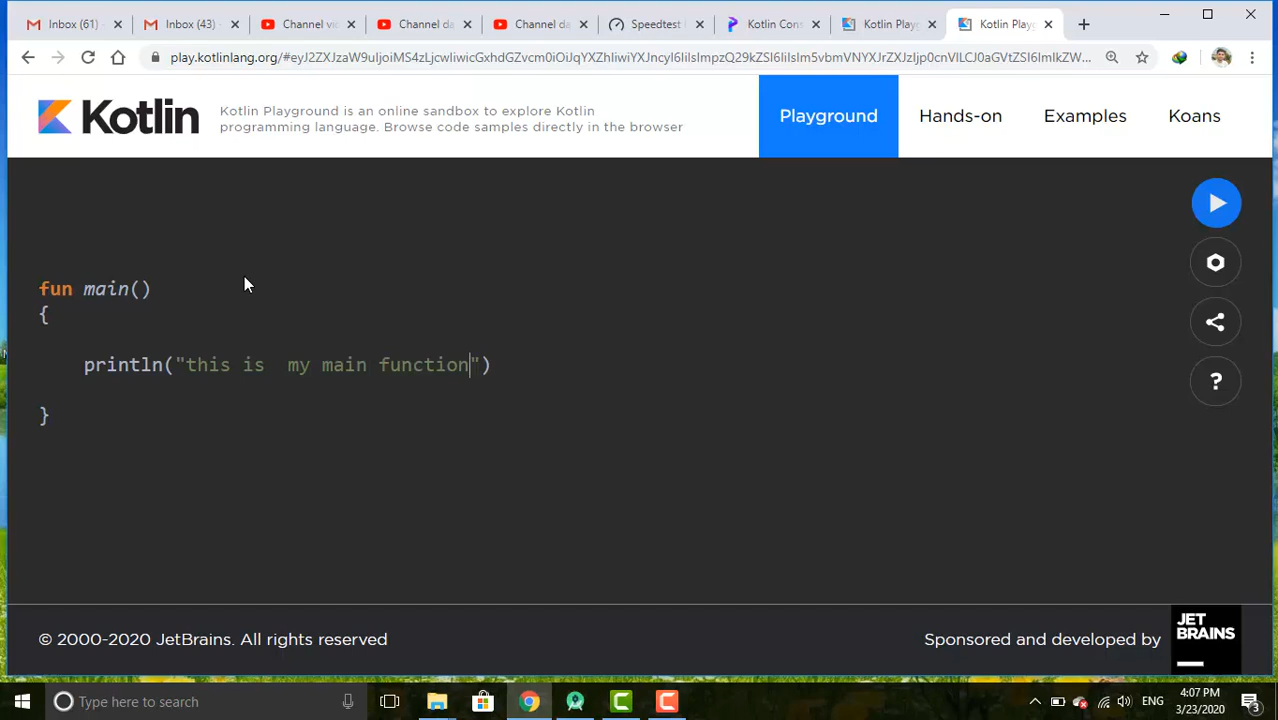 Inbox (61)
Inbox (43)
Channel vi
Channel da
Channel da
Speedtest
Kotlin Con
Kotlin Play
Kotlin Play
play.kotlinlang.org/
Kotlin
Kotlin Playground is an online sandbox to explore Kotlin
programming language. Browse code samples directly in the browser
Playground
Hands-on
Examples
Koans
fun main()
{
println("this is  my main function")
}
© 2000-2020 JetBrains. All rights reserved
Sponsored and developed by
JET
BRAINS
Type here to search
ENG
4:07 PM
3/23/2020
3